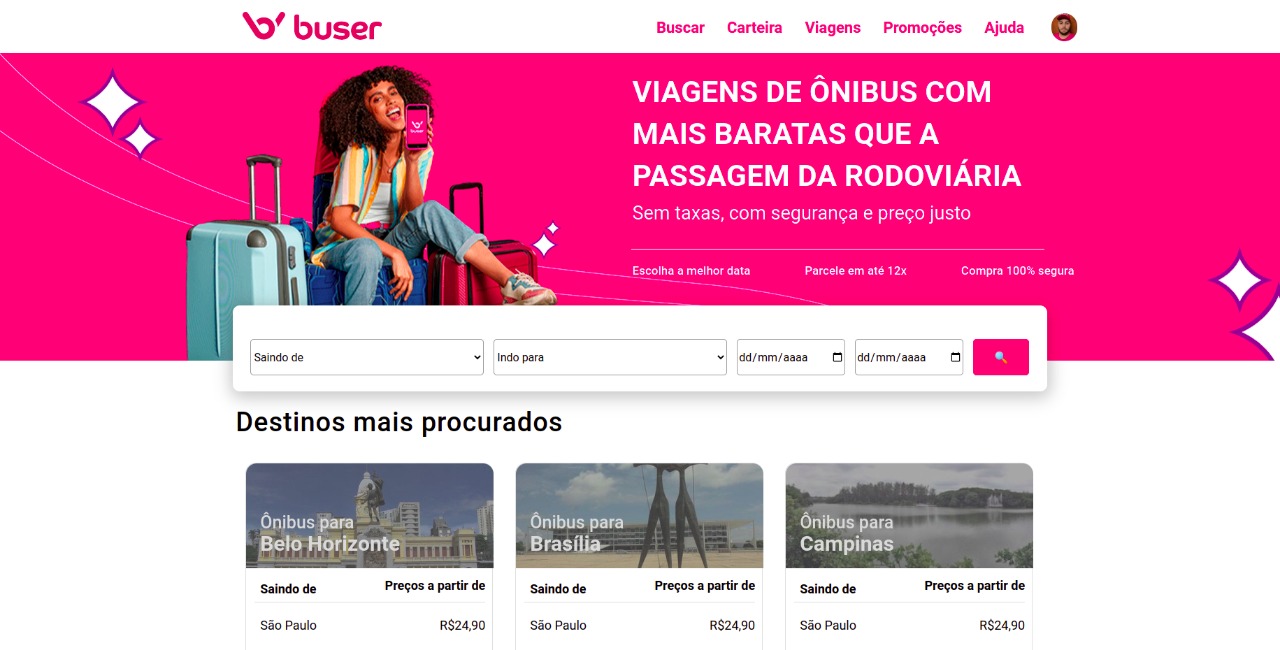 buser
Buscar Carteira Viagens Promoções Ajuda
VIAGENS DE ÔNIBUS COM
MAIS BARATAS QUE A
PASSAGEM DA RODOVIÁRIA
Sem taxas, com segurança e preço justo
buser
Escolha a melhor data Parcele em até 12x Compra 100% segura
Saindo de Indo para dd/mm/aaaa dd/mm/aaaa
Destinos mais procurados
Ônibus para
Belo Horizonte
Saindo de Preços a partir de
São Paulo R$24,90
Ônibus para
Brasília
Saindo de Preços a partir de
São Paulo R$24,90
Ônibus para
Campinas
Saindo de Preços a partir de
São Paulo R$24,90